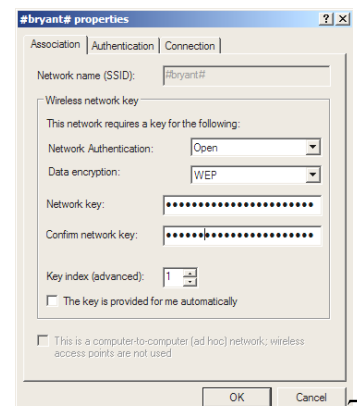 #bryant# properties
Association Authentication Connection
Network name (SSID): #bryant#
Wireless network key
This network requires a key for the following:
Network Authentication: Open
Data encryption: WEP
Network key: •••••••••••••••••••••••
Confirm network key: •••••••••••••••••••••••
Key index (advanced): 1
The key is provided for me automatically
This is a computer-to-computer (ad hoc) network; wireless
access points are not used
OK Cancel